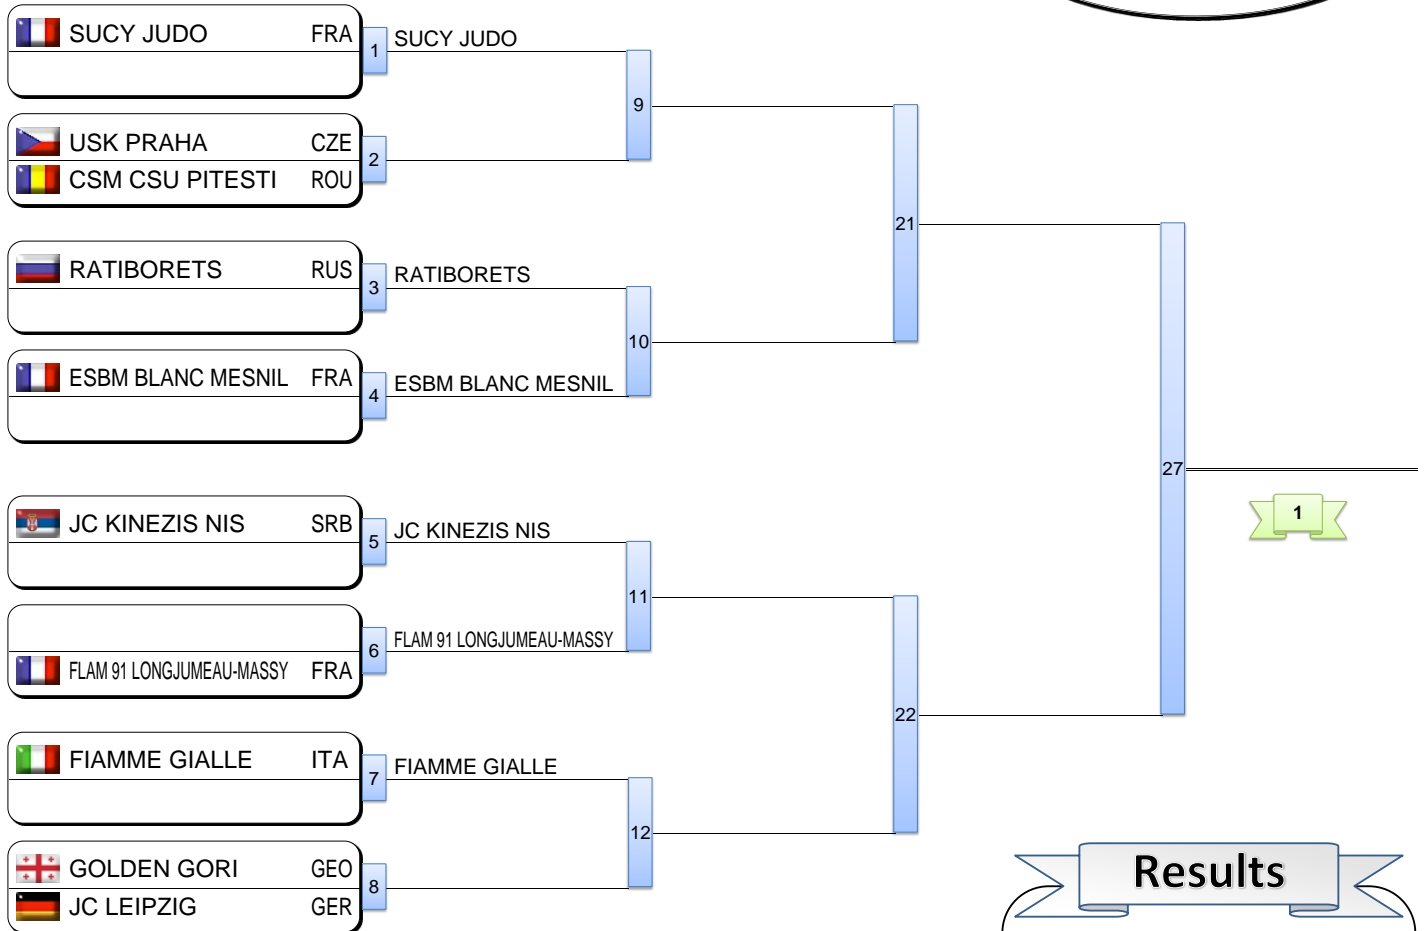 SUCY JUDO FRA
1 SUCY JUDO
9
USK PRAHA CZE
2
CSM CSU PITESTI ROU
21
RATIBORETS RUS
3 RATIBORETS
10
ESBM BLANC MESNIL FRA
4 ESBM BLANC MESNIL
27
1
JC KINEZIS NIS SRB
5 JC KINEZIS NIS
11
6 FLAM 91 LONGJUMEAU-MASSY
FLAM 91 LONGJUMEAU-MASSY FRA
22
FIAMME GIALLE ITA
7 FIAMME GIALLE
12
GOLDEN GORI GEO
8
JC LEIPZIG GER
Results